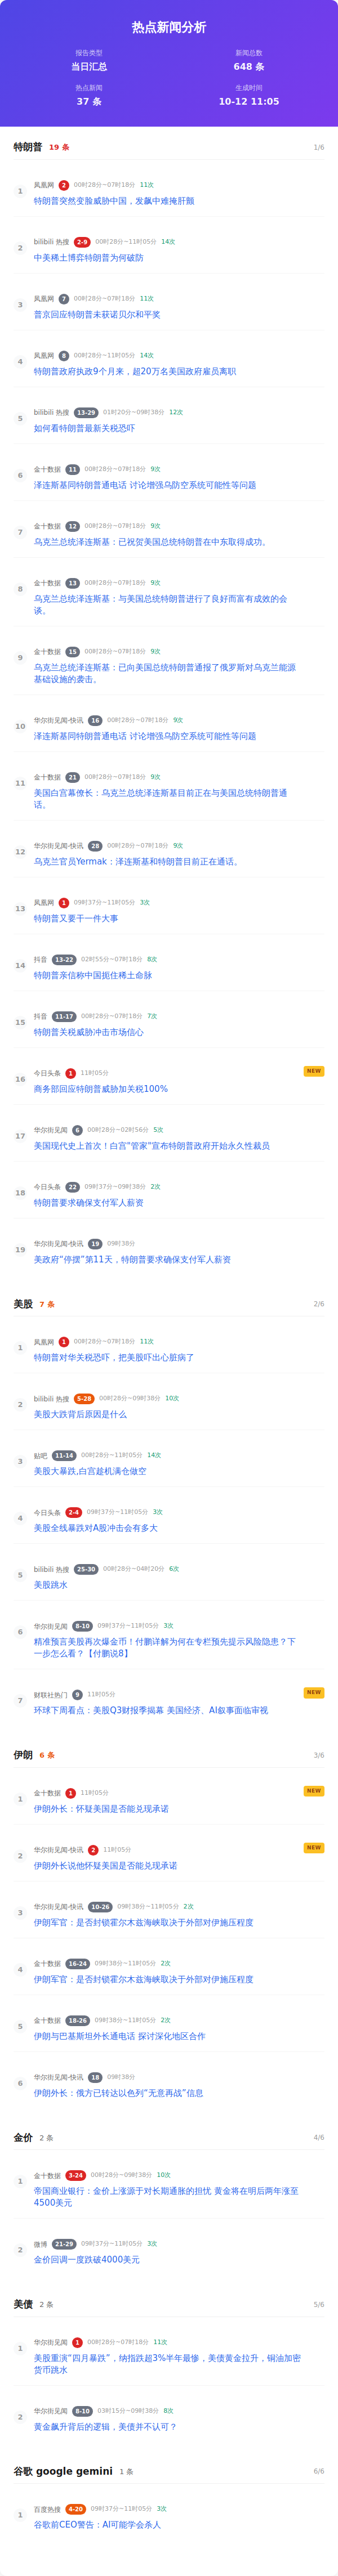 热点新闻分析
报告类型
新闻总数
当日汇总
648 条
热点新闻
生成时间
37 条
10-12 11:05
特朗普 19 条 1/6
1 凤凰网 2 00时28分~07时18分 11次
特朗普突然变脸威胁中国，发飙中难掩肝颤
2 bilibili 热搜 2-9 00时28分~11时05分 14次
中美稀土博弈特朗普为何破防
3 凤凰网 7 00时28分~07时18分 11次
普京回应特朗普未获诺贝尔和平奖
4 凤凰网 8 00时28分~11时05分 14次
特朗普政府执政9个月来，超20万名美国政府雇员离职
5 bilibili 热搜 13-29 01时20分~09时38分 12次
如何看特朗普最新关税恐吓
6 金十数据 11 00时28分~07时18分 9次
泽连斯基同特朗普通电话 讨论增强乌防空系统可能性等问题
7 金十数据 12 00时28分~07时18分 9次
乌克兰总统泽连斯基：已祝贺美国总统特朗普在中东取得成功。
8 金十数据 13 00时28分~07时18分 9次
乌克兰总统泽连斯基：与美国总统特朗普进行了良好而富有成效的会
谈。
9 金十数据 15 00时28分~07时18分 9次
乌克兰总统泽连斯基：已向美国总统特朗普通报了俄罗斯对乌克兰能源
基础设施的袭击。
10 华尔街见闻-快讯 16 00时28分~07时18分 9次
泽连斯基同特朗普通电话 讨论增强乌防空系统可能性等问题
11 金十数据 21 00时28分~07时18分 9次
美国白宫幕僚长：乌克兰总统泽连斯基目前正在与美国总统特朗普通
话。
12 华尔街见闻-快讯 28 00时28分~07时18分 9次
乌克兰官员Yermak：泽连斯基和特朗普目前正在通话。
13 凤凰网 1 09时37分~11时05分 3次
特朗普又要干一件大事
14 抖音 13-22 02时55分~07时18分 8次
特朗普亲信称中国扼住稀土命脉
15 抖音 11-17 00时28分~07时18分 7次
特朗普关税威胁冲击市场信心
16 今日头条 1 11时05分 NEW
商务部回应特朗普威胁加关税100%
17 华尔街见闻 6 00时28分~02时56分 5次
美国现代史上首次！白宫"管家"宣布特朗普政府开始永久性裁员
18 今日头条 22 09时37分~09时38分 2次
特朗普要求确保支付军人薪资
19 华尔街见闻-快讯 19 09时38分
美政府“停摆”第11天，特朗普要求确保支付军人薪资
美股 7 条 2/6
1 凤凰网 1 00时28分~07时18分 11次
特朗普对华关税恐吓，把美股吓出心脏病了
2 bilibili 热搜 5-28 00时28分~09时38分 10次
美股大跌背后原因是什么
3 贴吧 11-14 00时28分~11时05分 14次
美股大暴跌,白宫趁机满仓做空
4 今日头条 2-4 09时37分~11时05分 3次
美股全线暴跌对A股冲击会有多大
5 bilibili 热搜 25-30 00时28分~04时20分 6次
美股跳水
6 华尔街见闻 8-10 09时37分~11时05分 3次
精准预言美股再次爆金币！付鹏详解为何在专栏预先提示风险隐患？下
一步怎么看？【付鹏说8】
7 财联社热门 9 11时05分 NEW
环球下周看点：美股Q3财报季揭幕 美国经济、AI叙事面临审视
伊朗 6 条 3/6
1 金十数据 1 11时05分 NEW
伊朗外长：怀疑美国是否能兑现承诺
2 华尔街见闻-快讯 2 11时05分 NEW
伊朗外长说他怀疑美国是否能兑现承诺
3 华尔街见闻-快讯 10-26 09时38分~11时05分 2次
伊朗军官：是否封锁霍尔木兹海峡取决于外部对伊施压程度
4 金十数据 16-24 09时38分~11时05分 2次
伊朗军官：是否封锁霍尔木兹海峡取决于外部对伊施压程度
5 金十数据 18-26 09时38分~11时05分 2次
伊朗与巴基斯坦外长通电话 探讨深化地区合作
6 华尔街见闻-快讯 18 09时38分
伊朗外长：俄方已转达以色列“无意再战”信息
金价 2 条 4/6
1 金十数据 3-24 00时28分~09时38分 10次
帝国商业银行：金价上涨源于对长期通胀的担忧 黄金将在明后两年涨至
4500美元
2 微博 21-29 09时37分~11时05分 3次
金价回调一度跌破4000美元
美债 2 条 5/6
1 华尔街见闻 1 00时28分~07时18分 11次
美股重演“四月暴跌”，纳指跌超3%半年最惨，美债黄金拉升，铜油加密
货币跳水
2 华尔街见闻 8-10 03时15分~09时38分 8次
黄金飙升背后的逻辑，美债并不认可？
谷歌 google gemini 1 条 6/6
1 百度热搜 4-20 09时37分~11时05分 3次
谷歌前CEO警告：AI可能学会杀人